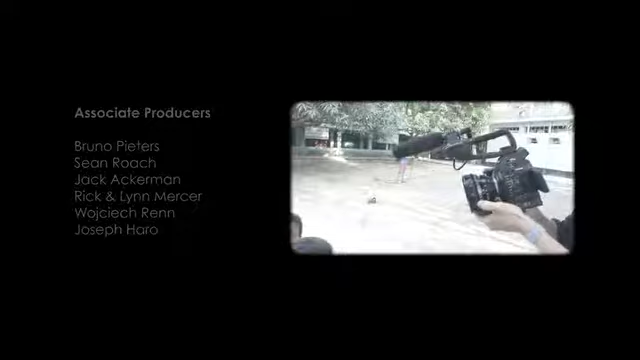 Associate Producers
Bruno Pieters
Sean Roach
Jack Ackerman
Rick & Lynn Mercer
Wojciech Renn
Joseph Haro